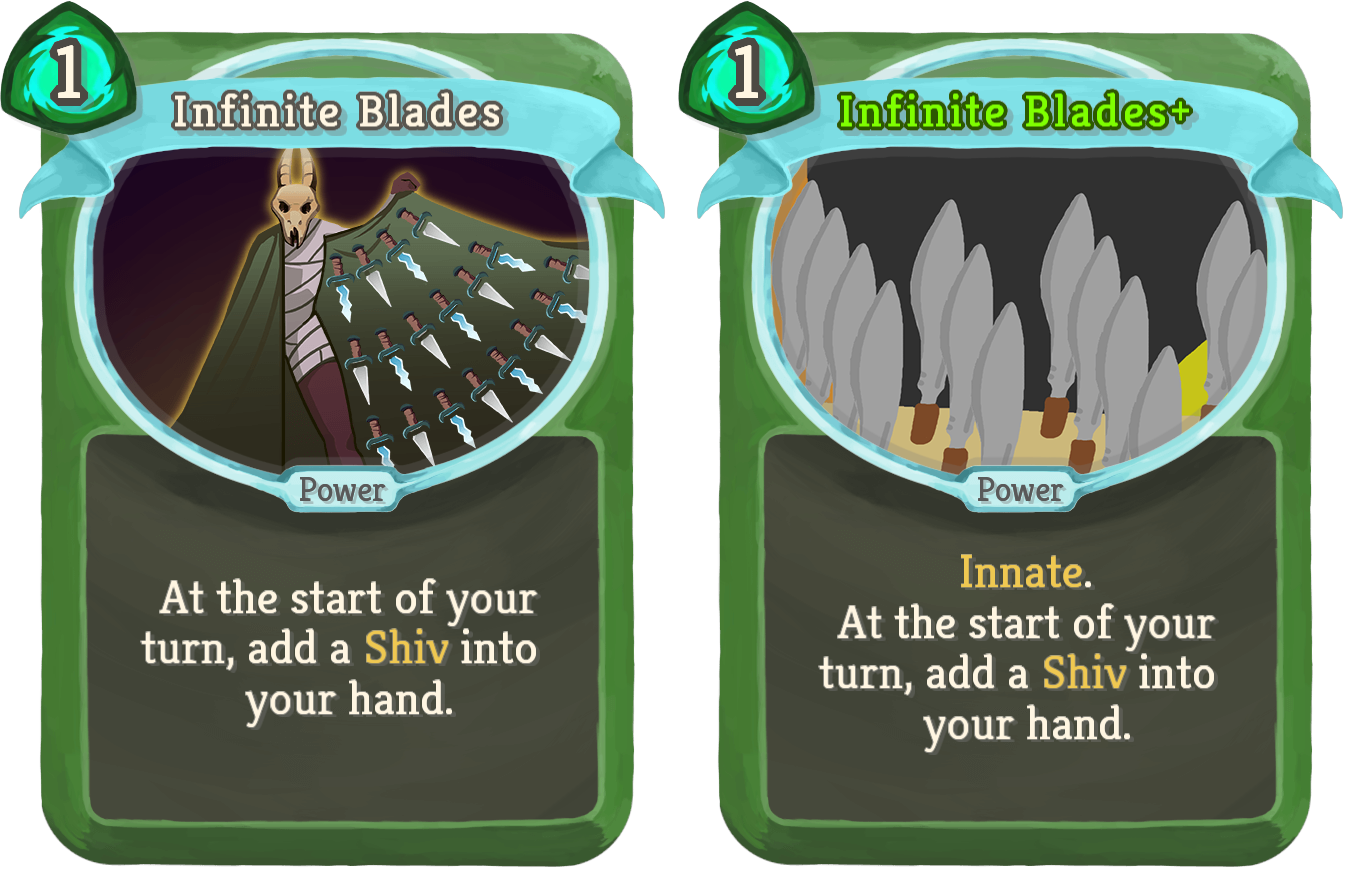 1
Infinite Blades
Power
At the start of your
turn, add a Shiv into
your hand.
1
Infinite Blades+
Power
Innate.
At the start of your
turn, add a Shiv into
your hand.